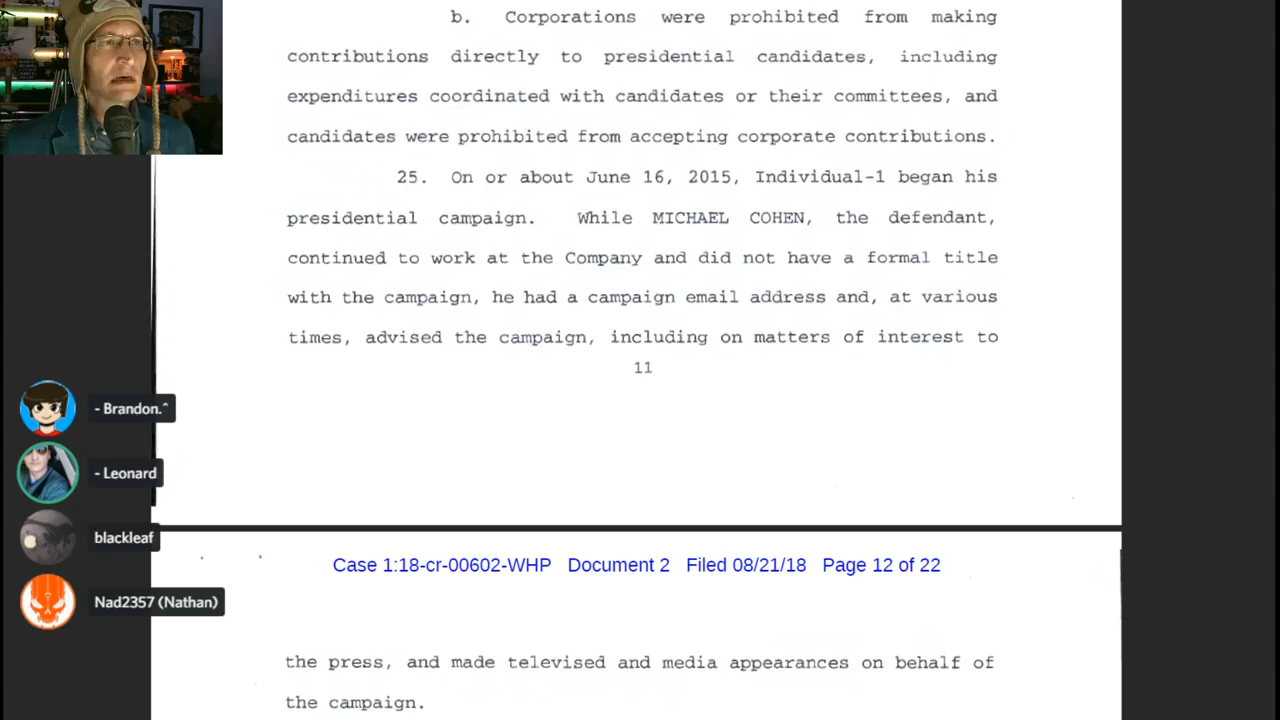 b. Corporations were prohibited from making
contributions directly to presidential candidates, including
expenditures coordinated with candidates or their committees, and
candidates were prohibited from accepting corporate contributions.
25. On or about June 16, 2015, Individual-1 began his
presidential campaign. While MICHAEL COHEN, the defendant,
continued to work at the Company and did not have a formal title
with the campaign, he had a campaign email address and, at various
times, advised the campaign, including on matters of interest to
11
- Brandon.^
- Leonard
blackleaf
Nad2357 (Nathan)
Case 1:18-cr-00602-WHP Document 2 Filed 08/21/18 Page 12 of 22
the press, and made televised and media appearances on behalf of
the campaign.